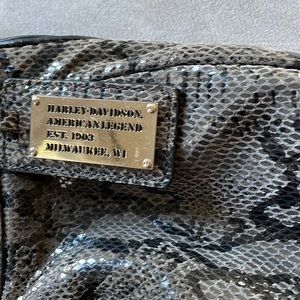 HARLEY-DAVIDSON,
AMERICAN LEGEND
EST. 1903
MILWAUKEE, WI